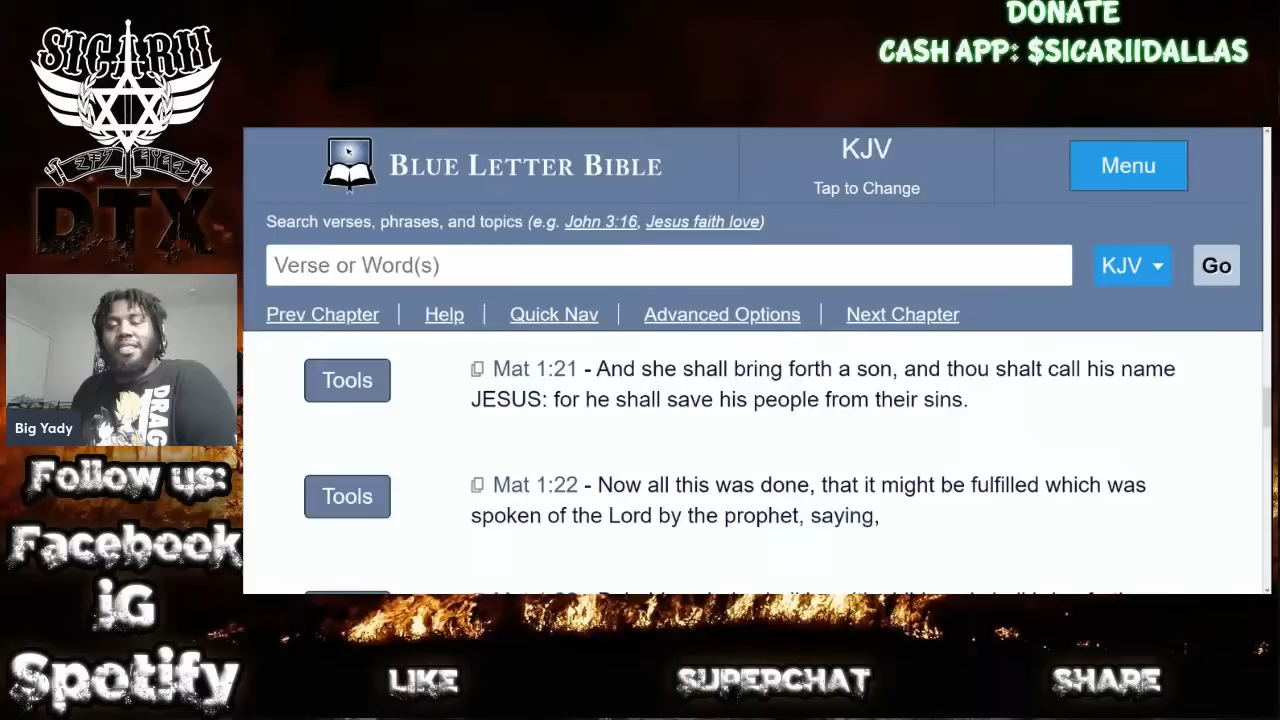 SICARII
DTX
DONATE
CASH APP: $SICARIIDALLAS
BLUE LETTER BIBLE
KJV
Tap to Change
Menu
Search verses, phrases, and topics (e.g. John 3:16, Jesus faith love)
Verse or Word(s)
KJV
Go
Prev Chapter
Help
Quick Nav
Advanced Options
Next Chapter
Tools
Mat 1:21 - And she shall bring forth a son, and thou shalt call his name
JESUS: for he shall save his people from their sins.
Tools
Mat 1:22 - Now all this was done, that it might be fulfilled which was
spoken of the Lord by the prophet, saying,
DRAG
Big Yady
Follow us:
Facebook
iG
Spotify
LIKE
SUPERCHAT
SHARE